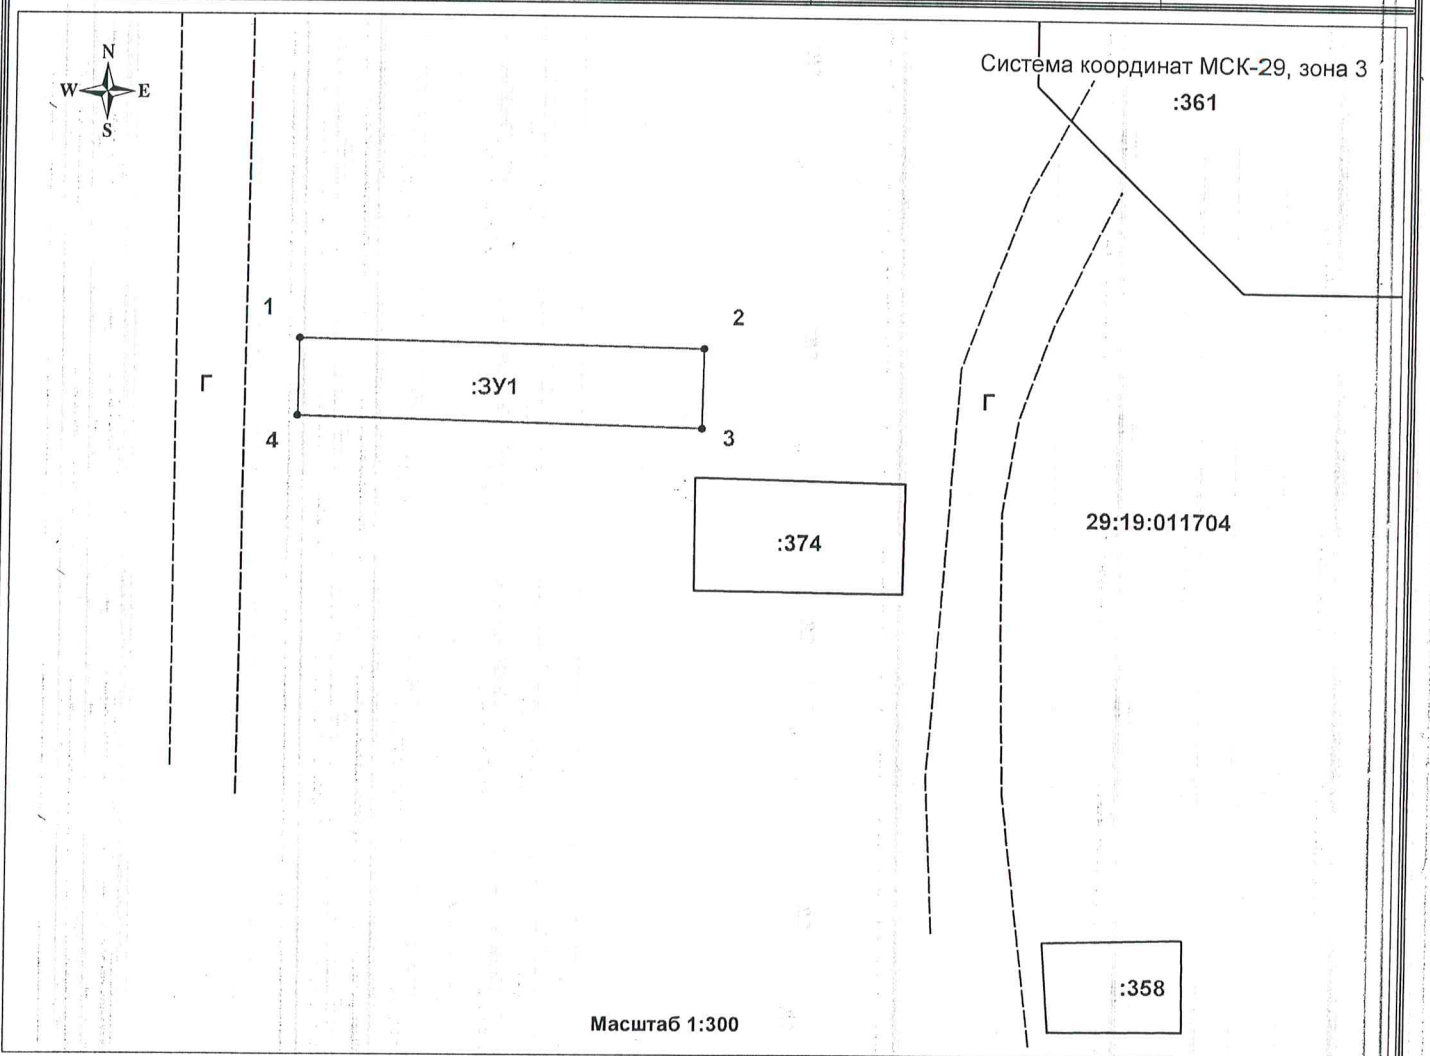 N
W E
S
Система координат МСК-29, зона 3
:361
1
2
Г
:ЗУ1
Г
4
3
29:19:011704
:374
:358
Масштаб 1:300